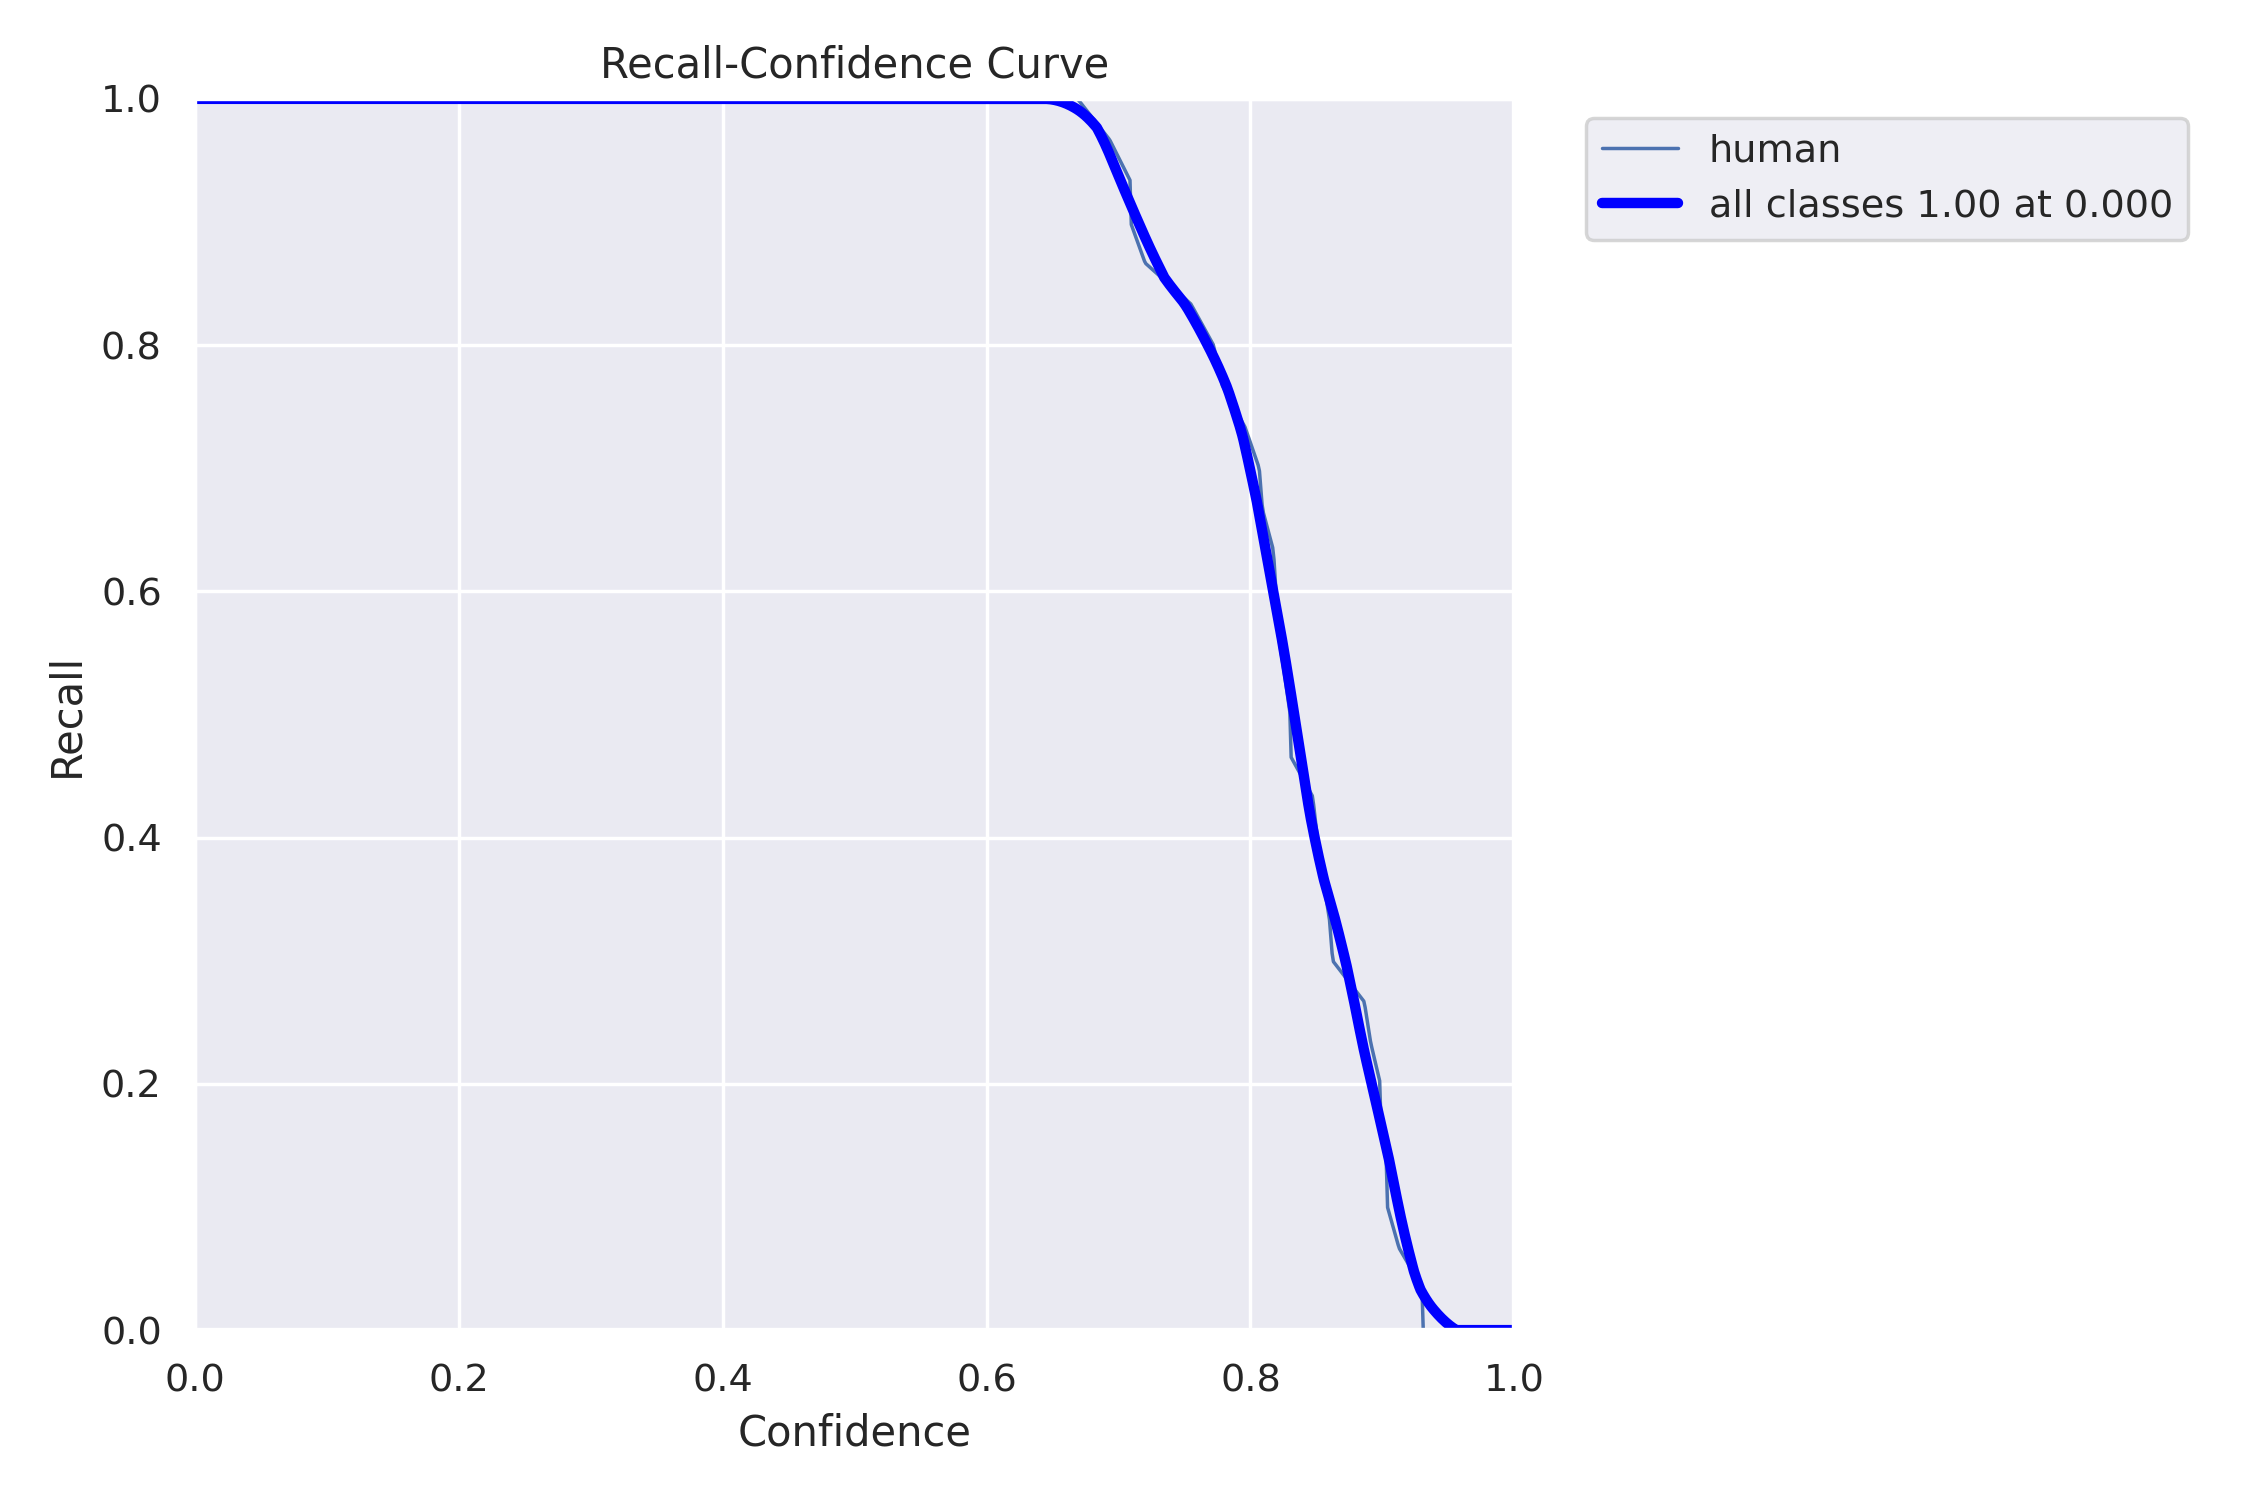 Recall-Confidence Curve
1.0
0.8
0.6
0.4
0.2
0.0
Recall
0.0 0.2 0.4 0.6 0.8 1.0
Confidence
human
all classes 1.00 at 0.000